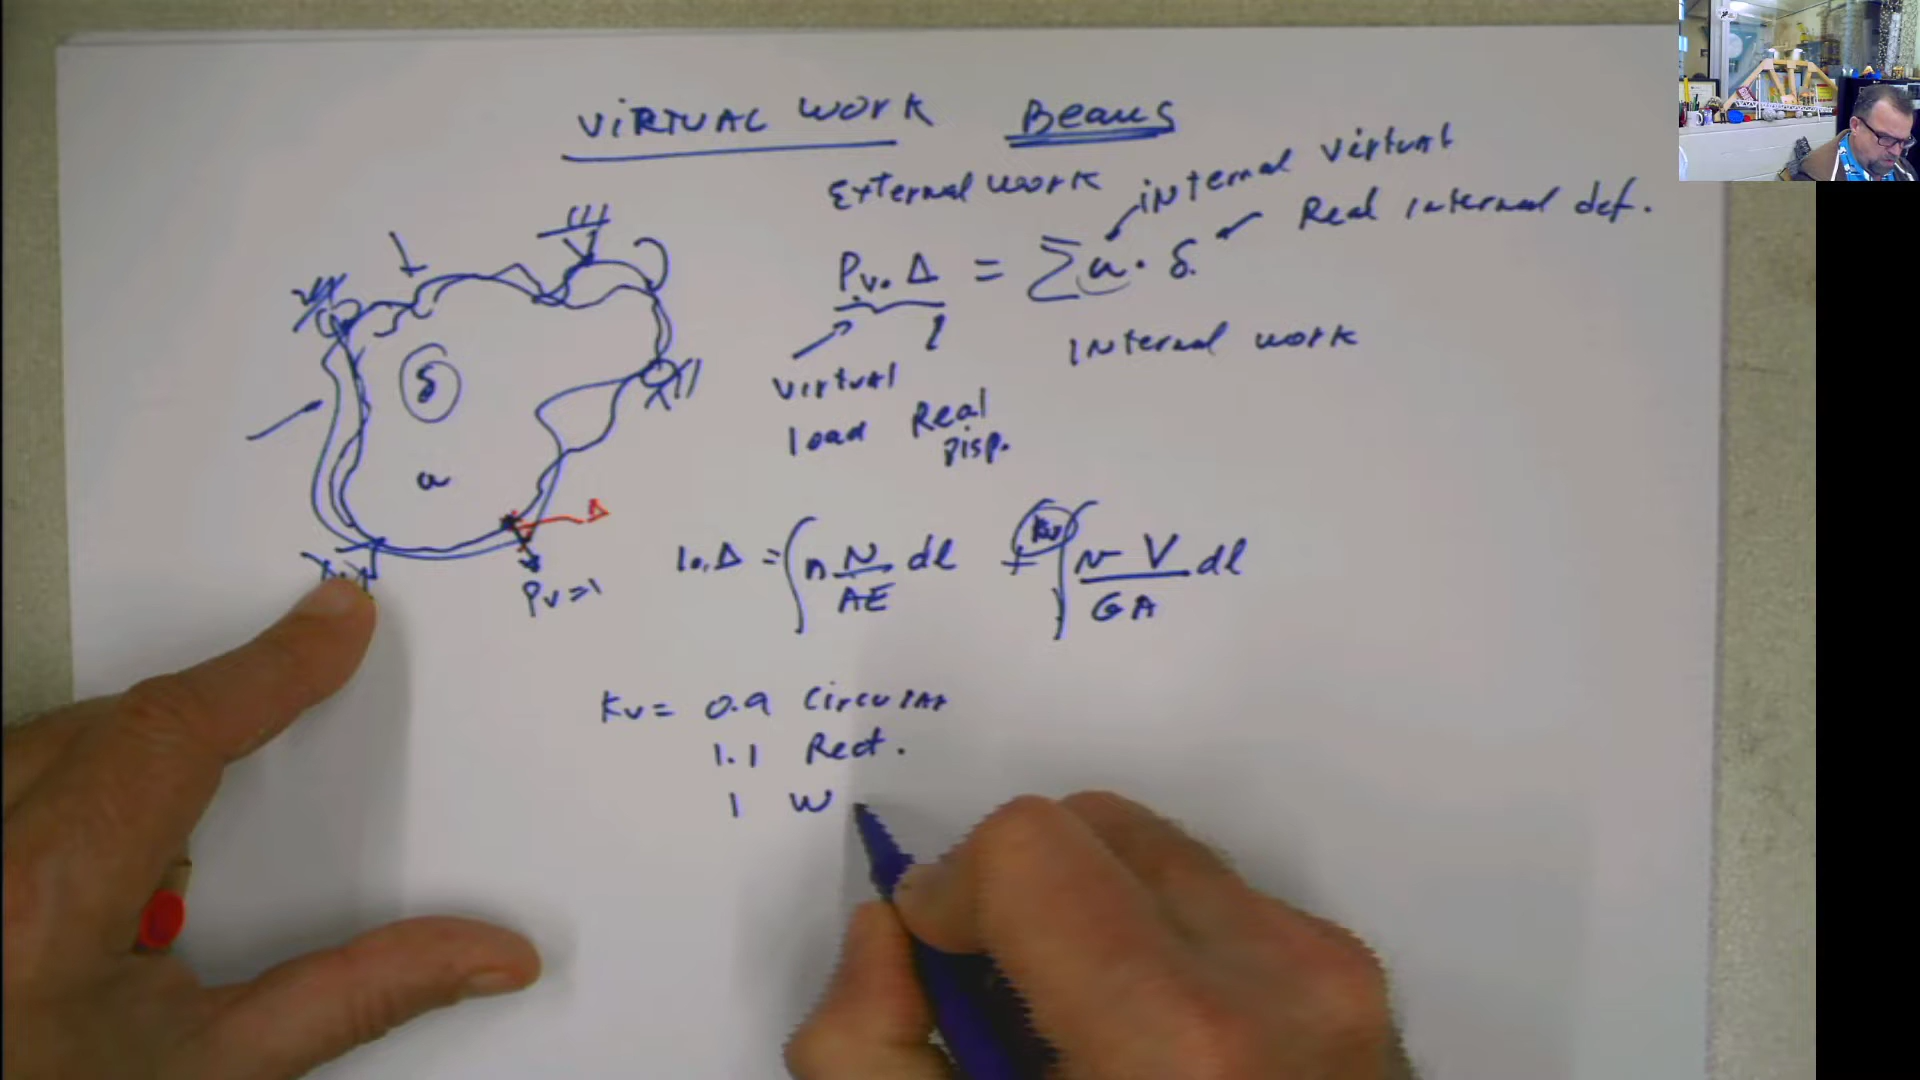 VIRTUAL WORK Beams
External work
internal virtual
Real internal def.
Pv. Δ = Σ u · δ
Internal work
virtual
load
Real
Disp.
δ
u
Δ
Pv=1
1.Δ = ∫ n N/AE dl + Kv ∫ v V/GA dl
Kv = 0.9 Circular
1.1 Rect.
1 W